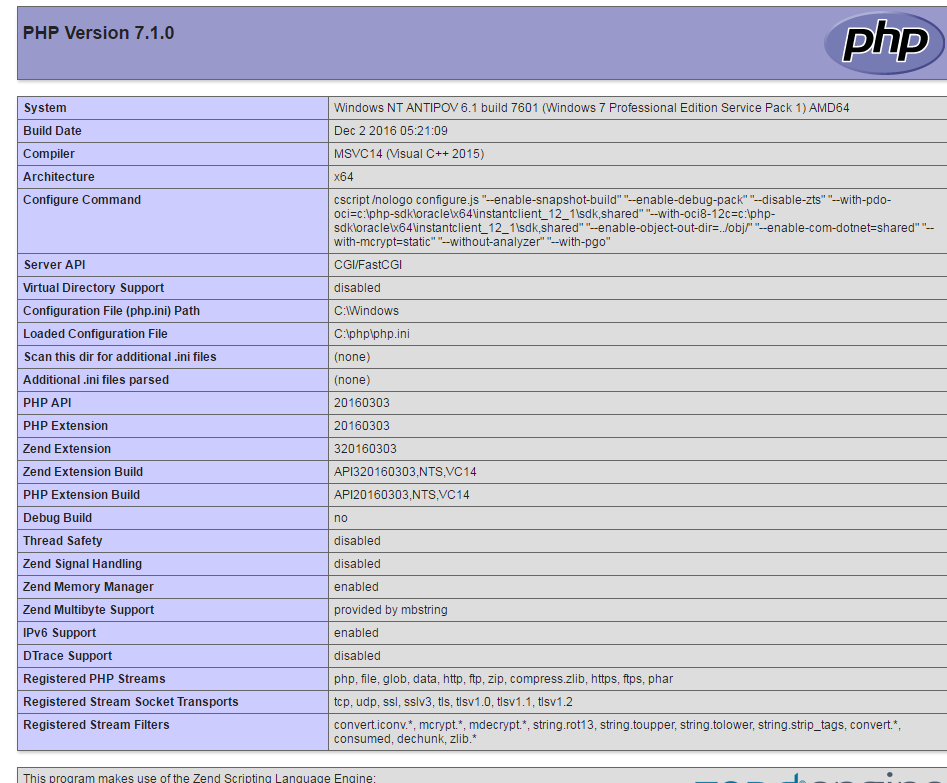 PHP Version 7.1.0
php
System Windows NT ANTIPOV 6.1 build 7601 (Windows 7 Professional Edition Service Pack 1) AMD64
Build Date Dec 2 2016 05:21:09
Compiler MSVC14 (Visual C++ 2015)
Architecture x64
Configure Command cscript /nologo configure.js "--enable-snapshot-build" "--enable-debug-pack" "--disable-zts" "--with-pdo-
oci=c:\php-sdk\oracle\x64\instantclient_12_1\sdk,shared" "--with-oci8-12c=c:\php-
sdk\oracle\x64\instantclient_12_1\sdk,shared" "--enable-object-out-dir=../obj/" "--enable-com-dotnet=shared" "--
with-mcrypt=static" "--without-analyzer" "--with-pgo"
Server API CGI/FastCGI
Virtual Directory Support disabled
Configuration File (php.ini) Path C:\Windows
Loaded Configuration File C:\php\php.ini
Scan this dir for additional .ini files (none)
Additional .ini files parsed (none)
PHP API 20160303
PHP Extension 20160303
Zend Extension 320160303
Zend Extension Build API320160303,NTS,VC14
PHP Extension Build API20160303,NTS,VC14
Debug Build no
Thread Safety disabled
Zend Signal Handling disabled
Zend Memory Manager enabled
Zend Multibyte Support provided by mbstring
IPv6 Support enabled
DTrace Support disabled
Registered PHP Streams php, file, glob, data, http, ftp, zip, compress.zlib, https, ftps, phar
Registered Stream Socket Transports tcp, udp, ssl, sslv3, tls, tlsv1.0, tlsv1.1, tlsv1.2
Registered Stream Filters convert.iconv.*, mcrypt.*, mdecrypt.*, string.rot13, string.toupper, string.tolower, string.strip_tags, convert.*,
consumed, dechunk, zlib.*
This program makes use of the Zend Scripting Language Engine: